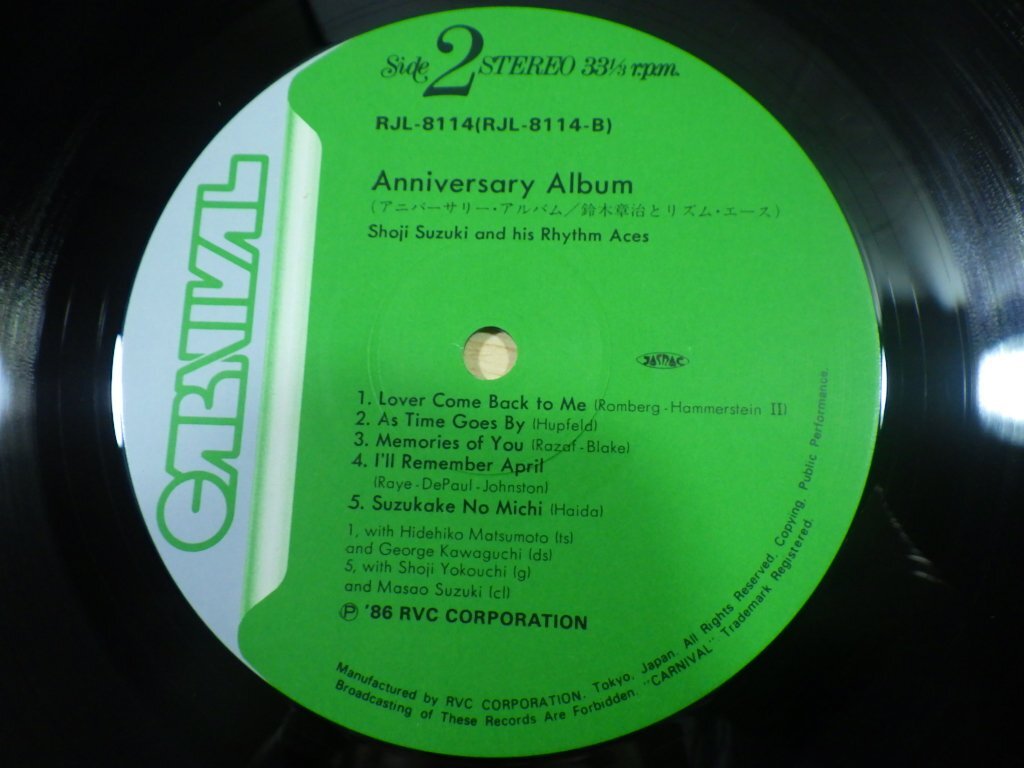 Side 2 STEREO 33⅓ r.p.m.
RJL-8114(RJL-8114-B)
Anniversary Album
(アニバーサリー・アルバム/鈴木章治とリズム・エース)
Shoji Suzuki and his Rhythm Aces
CARNIVAL
JASRAC
1. Lover Come Back to Me (Romberg-Hammerstein II)
2. As Time Goes By (Hupfeld)
3. Memories of You (Razaf-Blake)
4. I'll Remember April
(Raye-DePaul-Johnston)
5. Suzukake No Michi (Haida)
1, with Hidehiko Matsumoto (ts)
and George Kawaguchi (ds)
5, with Shoji Yokouchi (g)
and Masao Suzuki (cl)
Ⓟ '86 RVC CORPORATION
Manufactured by RVC CORPORATION. Tokyo, Japan. All Rights Reserved. Copying, Public Performance.
Broadcasting of These Records Are Forbidden. "CARNIVAL" Trademark Registered.